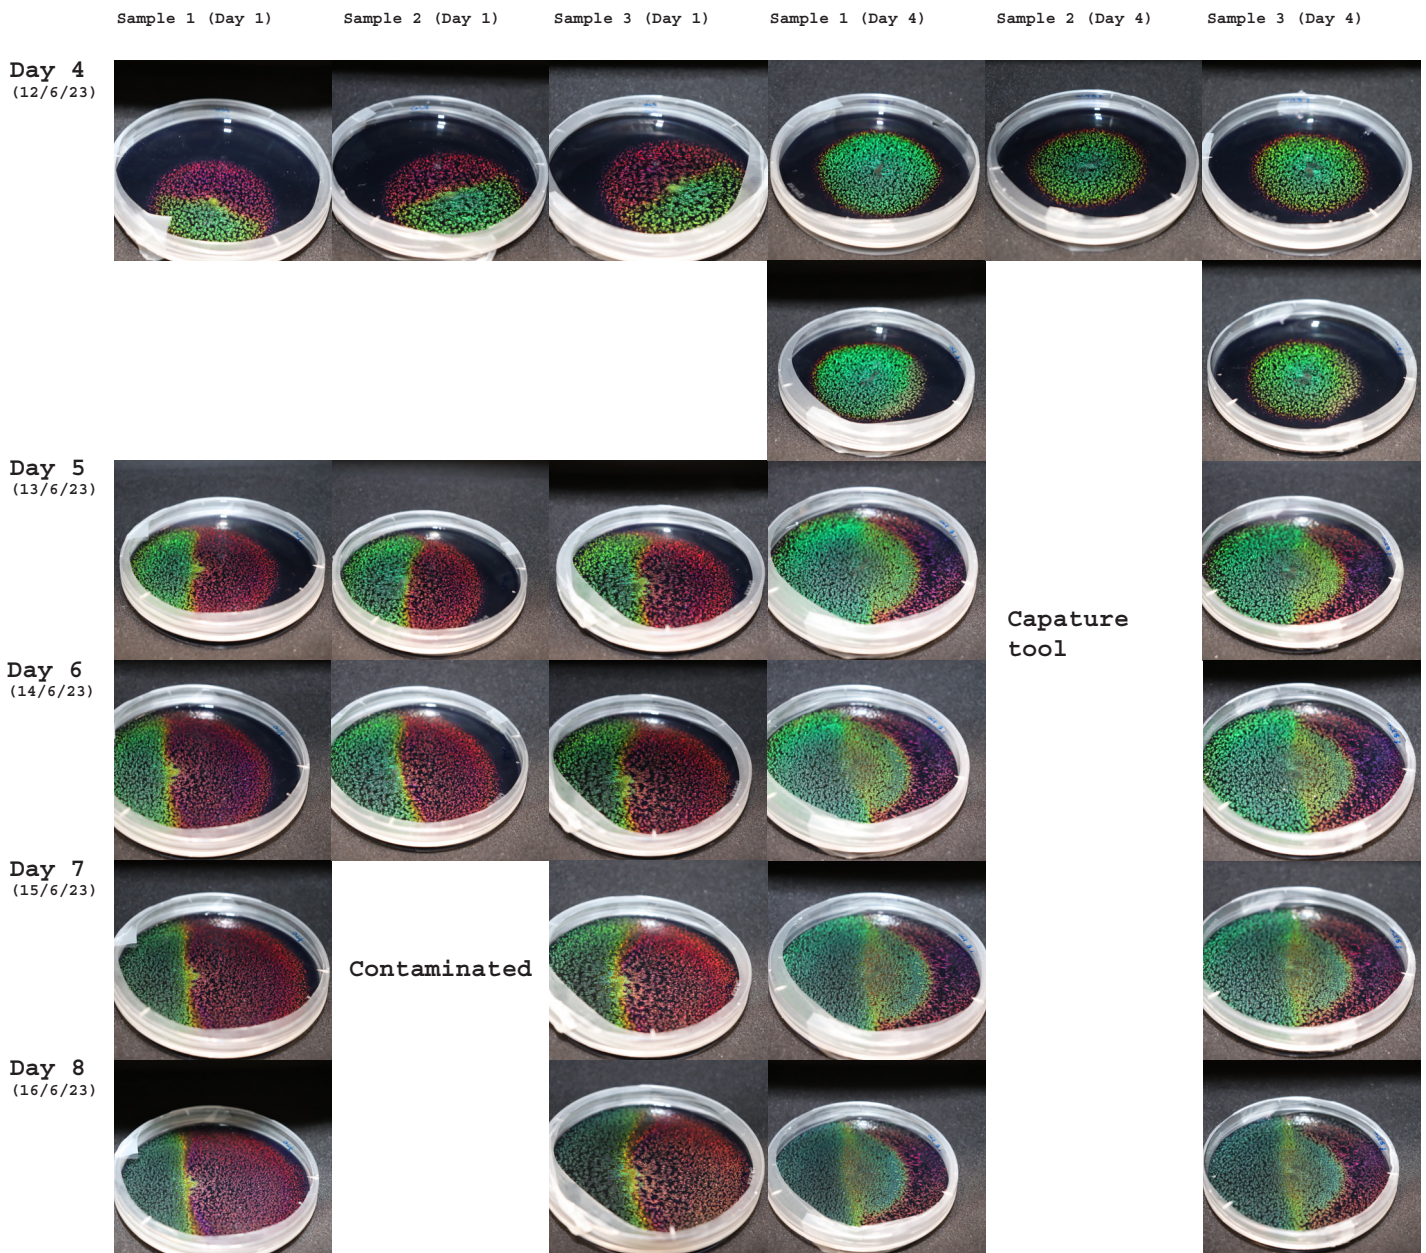 Sample 1 (Day 1)
Sample 2 (Day 1)
Sample 3 (Day 1)
Sample 1 (Day 4)
Sample 2 (Day 4)
Sample 3 (Day 4)
Day 4
(12/6/23)
Day 5
(13/6/23)
Capature
tool
Day 6
(14/6/23)
Day 7
(15/6/23)
Contaminated
Day 8
(16/6/23)